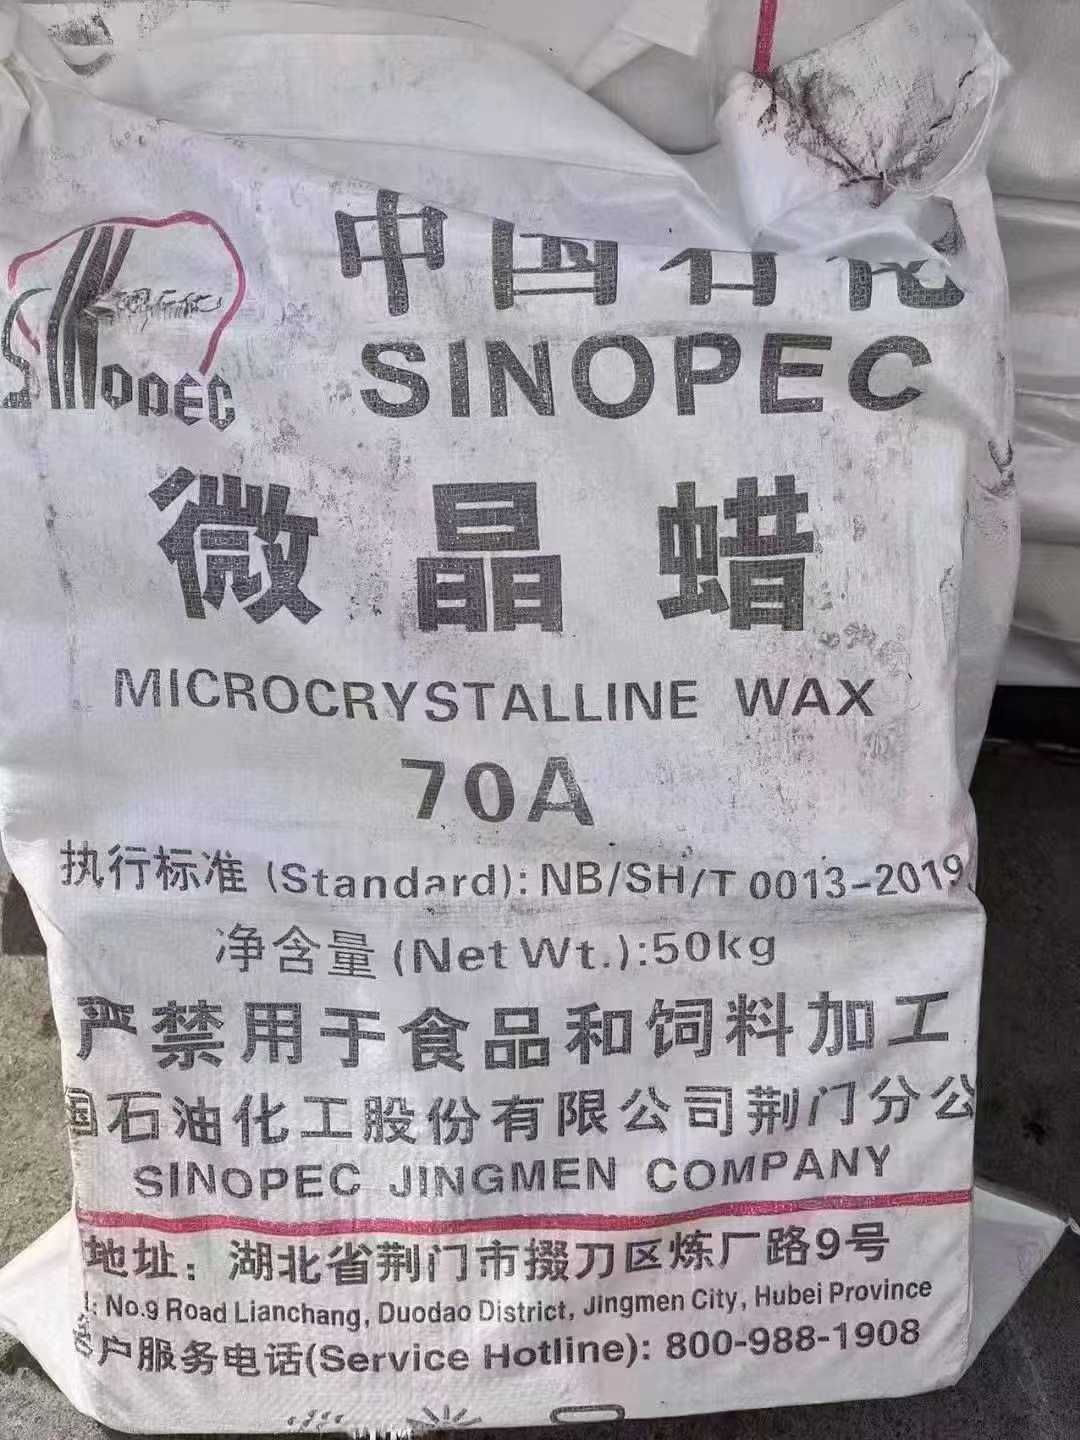 中国石化
SINOPEC
SINOPEC
微晶蜡
MICROCRYSTALLINE WAX
70A
执行标准 (Standard): NB/SH/T 0013-2019
净含量 (Net Wt.):50kg
严禁用于食品和饲料加工
国石油化工股份有限公司荆门分公
SINOPEC JINGMEN COMPANY
地址: 湖北省荆门市掇刀区炼厂路9号
: No.9 Road Lianchang, Duodao District, Jingmen City, Hubei Province
客户服务电话(Service Hotline): 800-988-1908